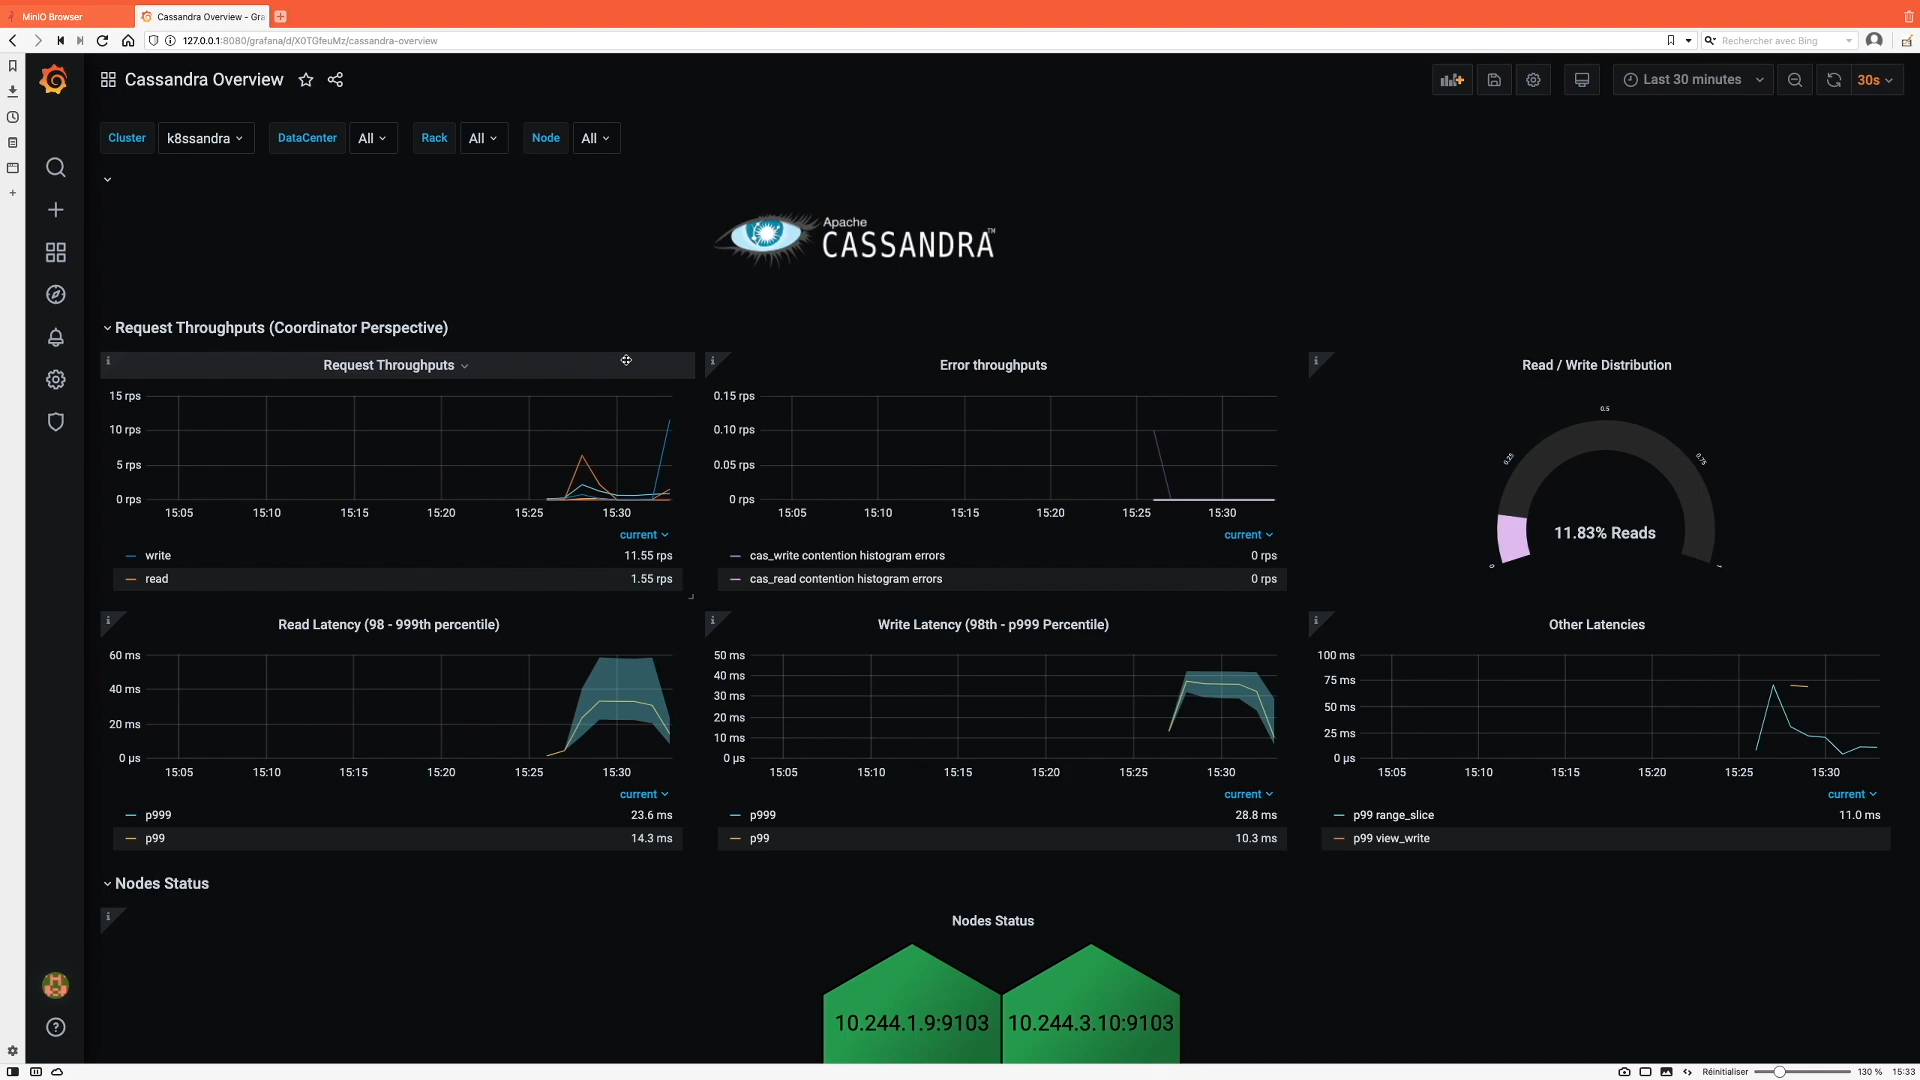 MinIO Browser
Cassandra Overview - Gra
127.0.0.1:8080/grafana/d/X0TGfeuMz/cassandra-overview
Rechercher avec Bing
Cassandra Overview
Last 30 minutes
30s
Cluster k8ssandra DataCenter All Rack All Node All
Apache
CASSANDRA™
Request Throughputs (Coordinator Perspective)
Request Throughputs
15 rps
10 rps
5 rps
0 rps
15:05 15:10 15:15 15:20 15:25 15:30
current
write 11.55 rps
read 1.55 rps
Error throughputs
0.15 rps
0.10 rps
0.05 rps
0 rps
15:05 15:10 15:15 15:20 15:25 15:30
current
cas_write contention histogram errors 0 rps
cas_read contention histogram errors 0 rps
Read / Write Distribution
0.5
0.25 0.75
11.83% Reads
0 1
Read Latency (98 - 999th percentile)
60 ms
40 ms
20 ms
0 µs
15:05 15:10 15:15 15:20 15:25 15:30
current
p999 23.6 ms
p99 14.3 ms
Write Latency (98th - p999 Percentile)
50 ms
40 ms
30 ms
20 ms
10 ms
0 µs
15:05 15:10 15:15 15:20 15:25 15:30
current
p999 28.8 ms
p99 10.3 ms
Other Latencies
100 ms
75 ms
50 ms
25 ms
0 µs
15:05 15:10 15:15 15:20 15:25 15:30
current
p99 range_slice 11.0 ms
p99 view_write
Nodes Status
Nodes Status
10.244.1.9:9103 10.244.3.10:9103
Réinitialiser 130 % 15:33